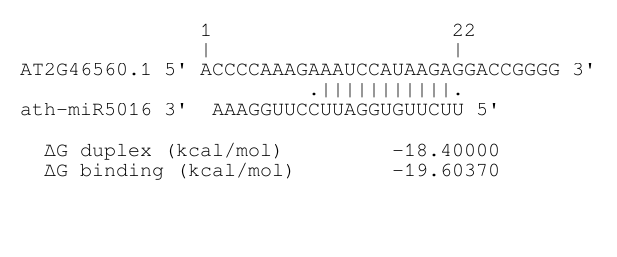 1 22
| |
AT2G46560.1 5' ACCCCAAAGAAAUCCAUAAGAGGACCGGGG 3'
.|||||||||||.
ath-miR5016 3' AAAGGUUCCUUAGGUGUUCUU 5'
ΔG duplex (kcal/mol) -18.40000
ΔG binding (kcal/mol) -19.60370